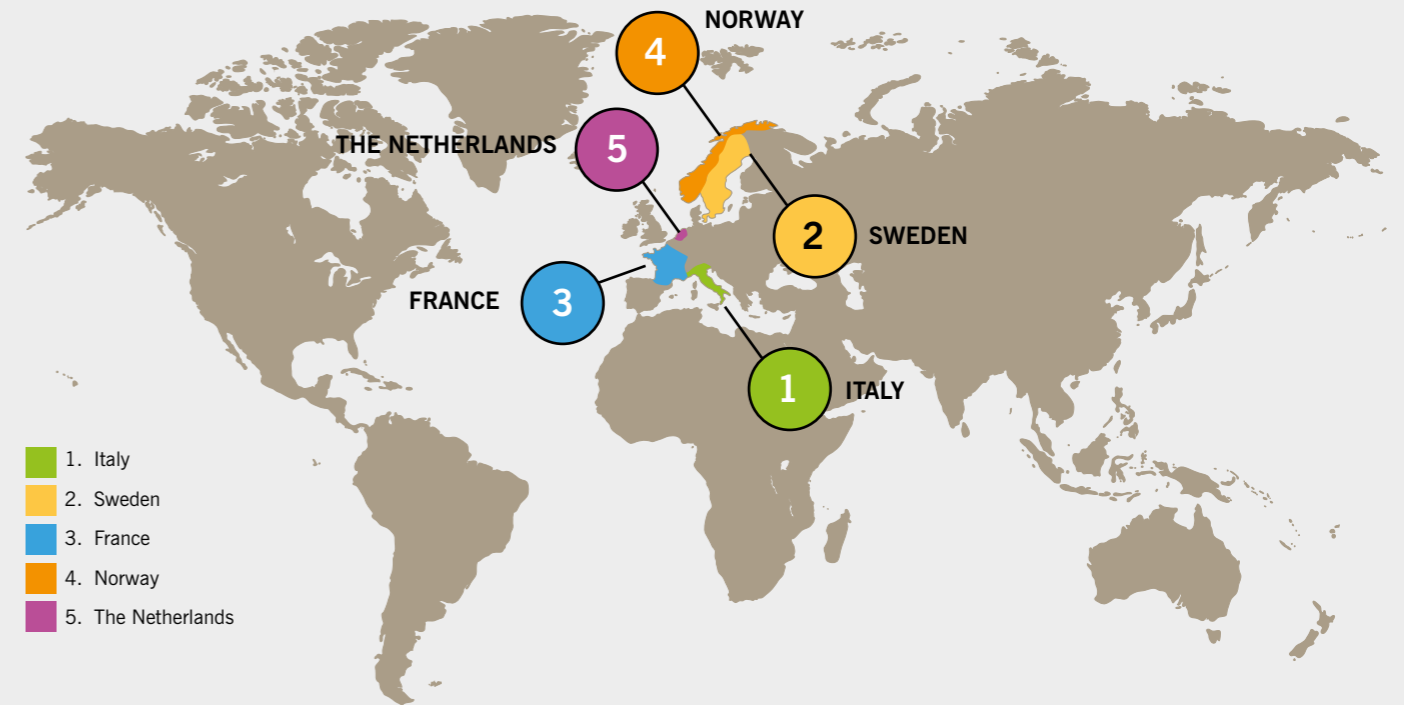 NORWAY
4
THE NETHERLANDS
5
2
SWEDEN
FRANCE
3
1
ITALY
1. Italy
2. Sweden
3. France
4. Norway
5. The Netherlands